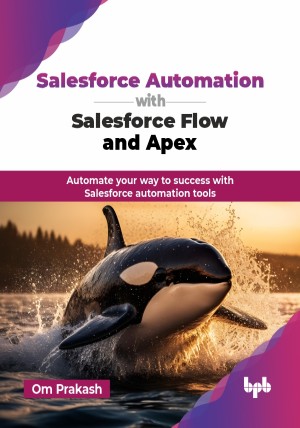 Salesforce Automation
with
Salesforce Flow
and Apex
Automate your way to success with
Salesforce automation tools
Om Prakash
bpb